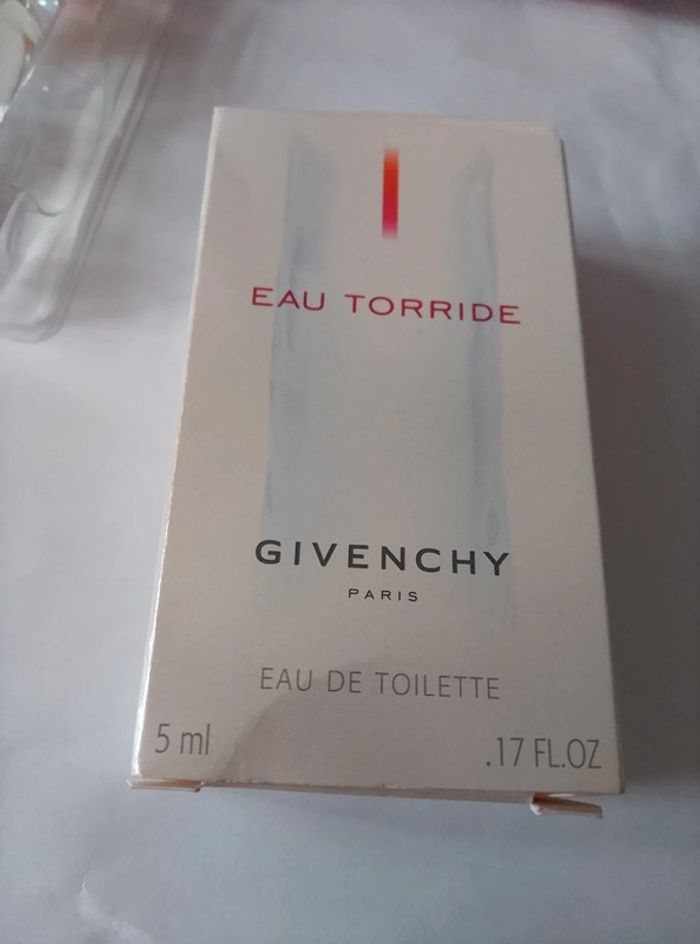 EAU TORRIDE
GIVENCHY
PARIS
EAU DE TOILETTE
5 ml
.17 FL.OZ